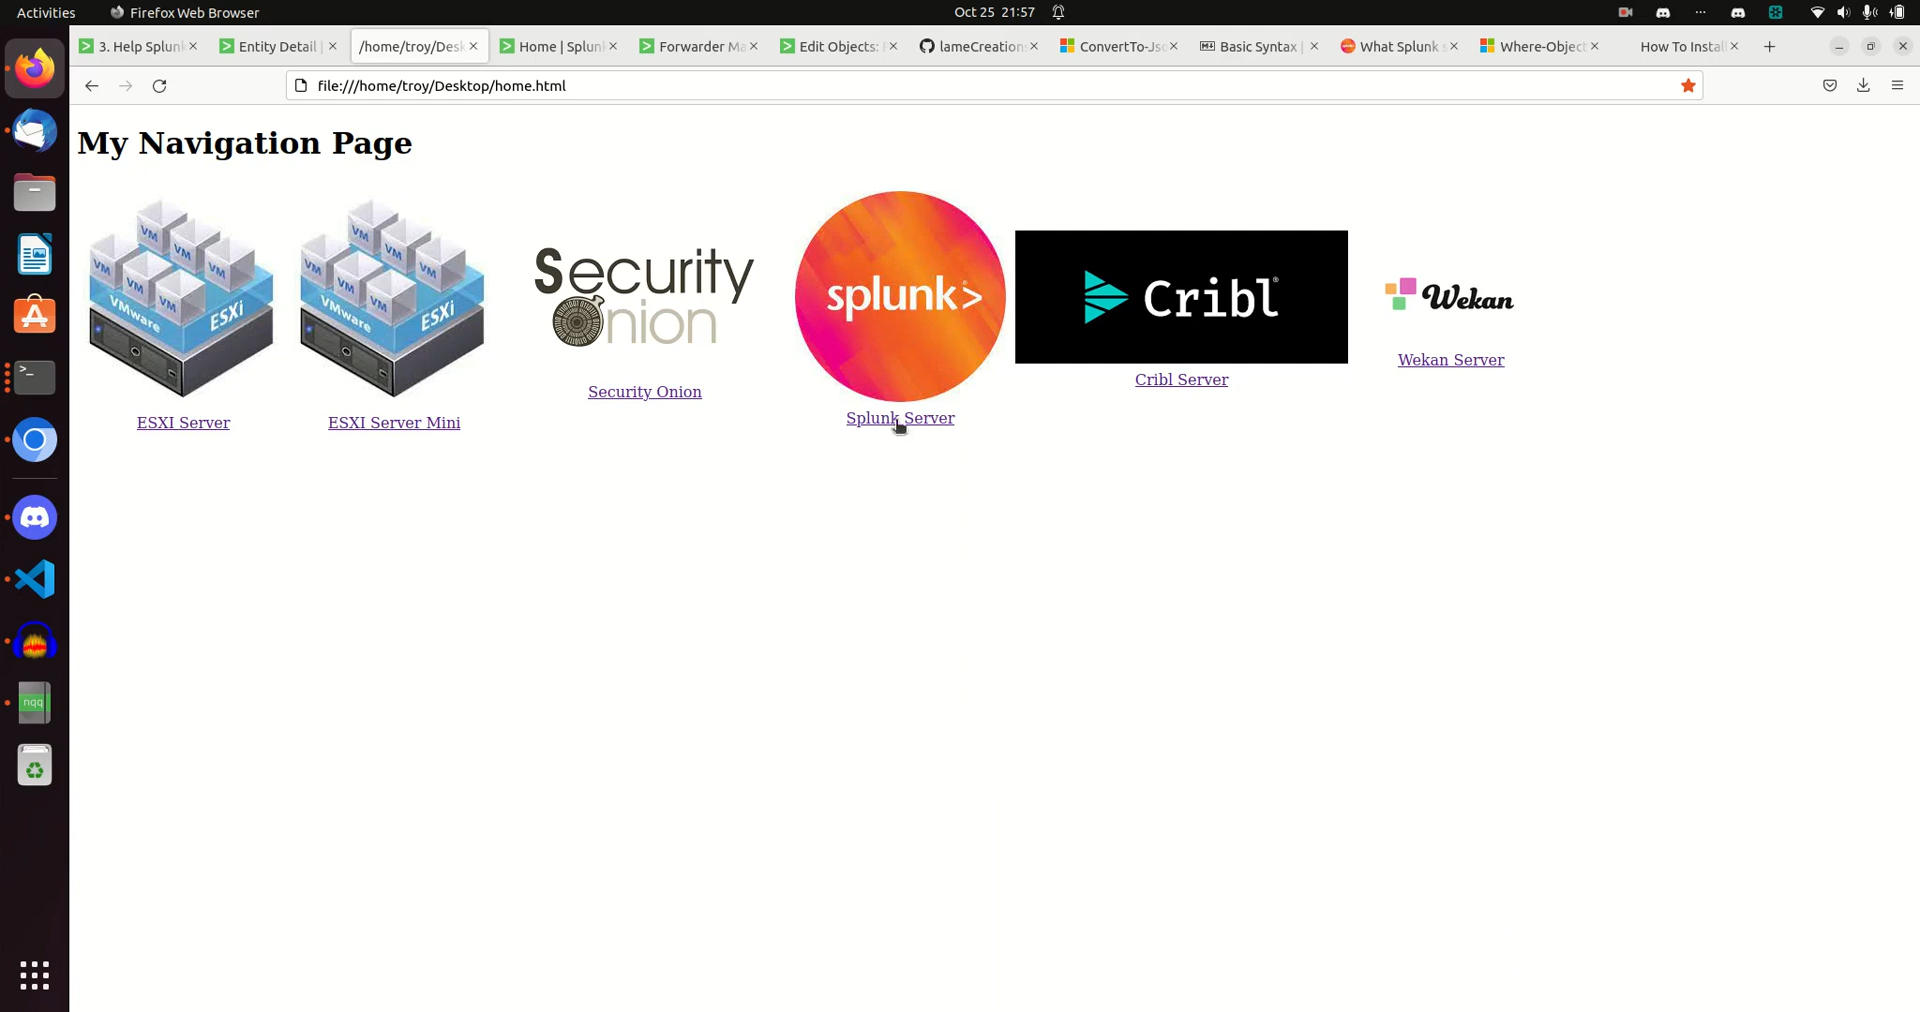 Activities
Firefox Web Browser
Oct 25 21:57
3. Help Splun
Entity Detail |
/home/troy/Desk
Home | Splun
Forwarder Ma
Edit Objects:
lameCreation
ConvertTo-Jso
Basic Syntax |
What Splunk
Where-Object
How To Instal
file:///home/troy/Desktop/home.html
My Navigation Page
VM VM VM VM VM VM
VMware ESXi
VM VM VM VM VM VM
VMware ESXi
Security
Onion
splunk>
Cribl
Wekan
ESXI Server
ESXI Server Mini
Security Onion
Splunk Server
Cribl Server
Wekan Server
nqq